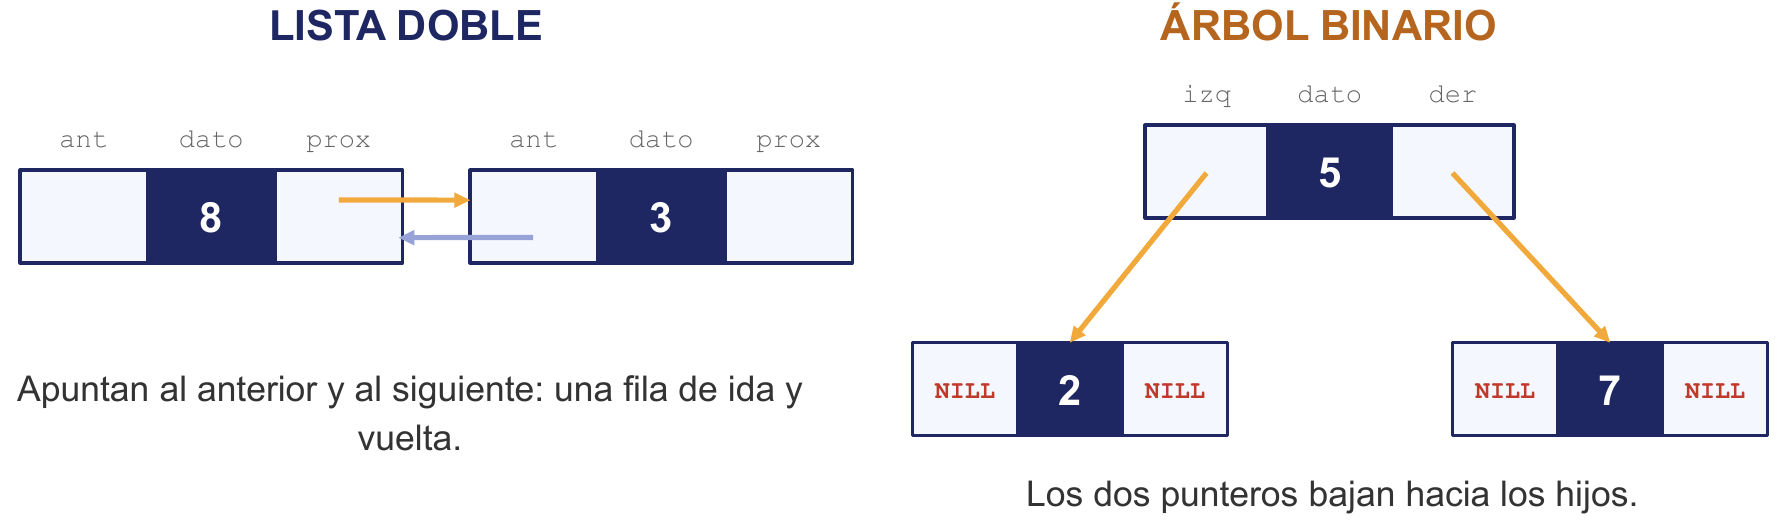 LISTA DOBLE
ant dato prox ant dato prox
8 3
Apuntan al anterior y al siguiente: una fila de ida y
vuelta.
ÁRBOL BINARIO
izq dato der
5
NILL 2 NILL NILL 7 NILL
Los dos punteros bajan hacia los hijos.